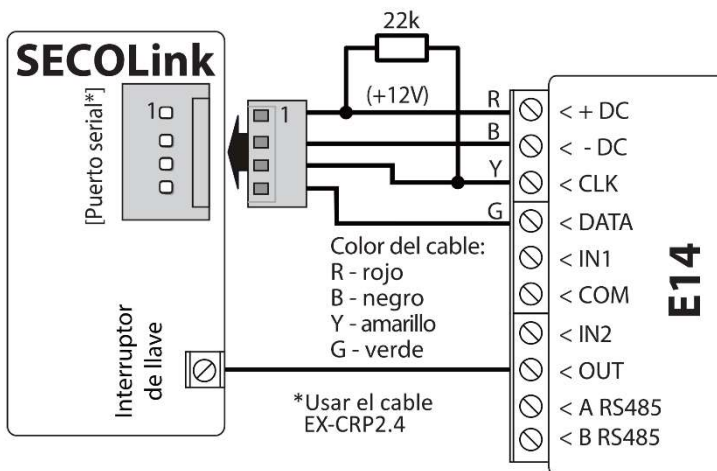 SECOLink
[Puerto serial*]
1
1
22k
(+12V)
R
B
Y
G
Color del cable:
R - rojo
B - negro
Y - amarillo
G - verde
Interruptor
de llave
*Usar el cable
EX-CRP2.4
< + DC
< - DC
< CLK
< DATA
< IN1
< COM
< IN2
< OUT
< A RS485
< B RS485
E14